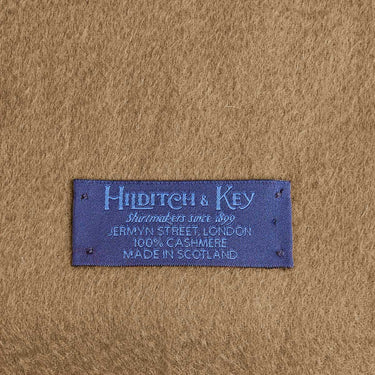 HILDITCH & KEY
Shirtmakers since 1899
JERMYN STREET, LONDON
100% CASHMERE
MADE IN SCOTLAND